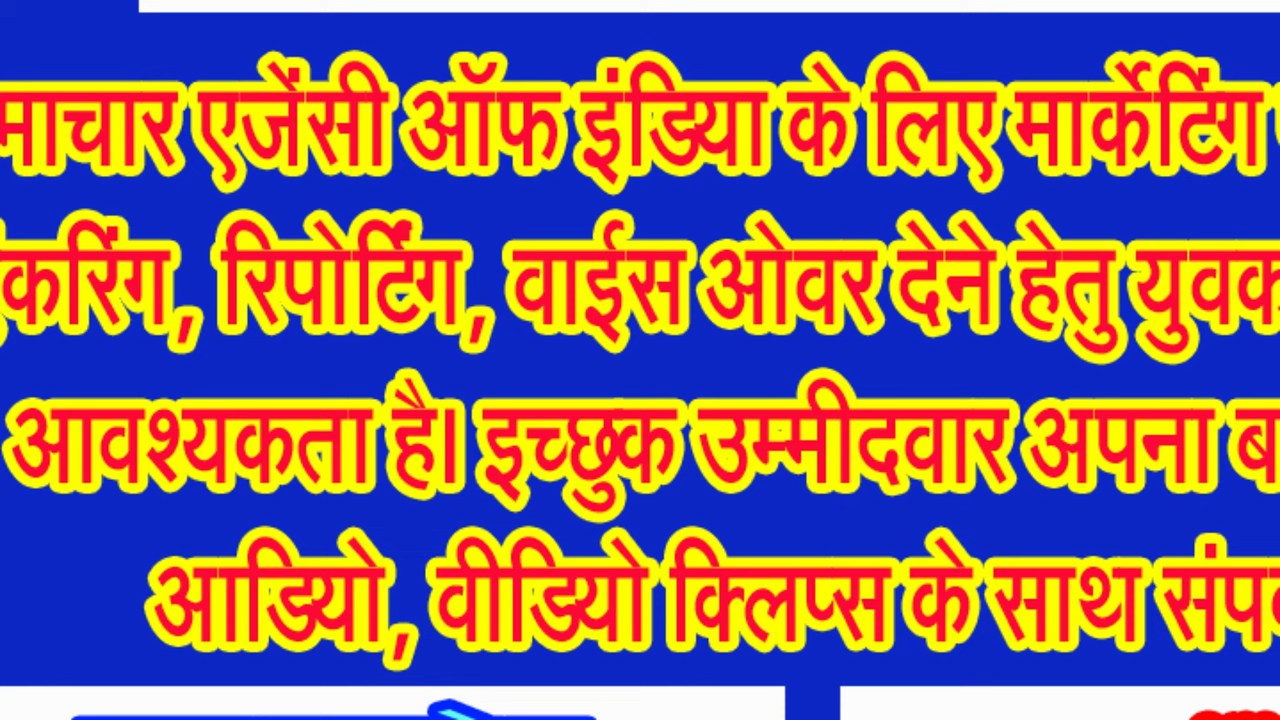 माचार एजेंसी ऑफ इंडिया के लिए मार्केटिंग
करिंग, रिपोर्टिंग, वाईस ओवर देने हेतु युवक
आवश्यकता है। इच्छुक उम्मीदवार अपना
आडियो, वीडियो क्लिप्स के साथ